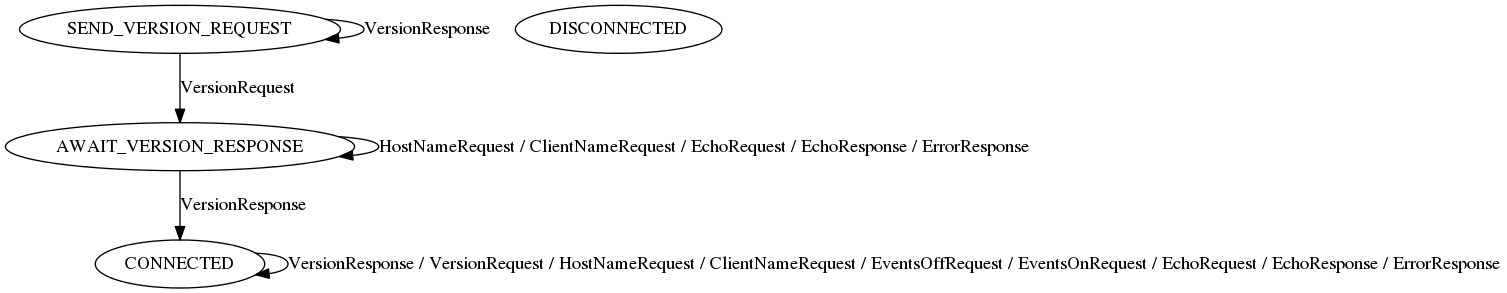 SEND_VERSION_REQUEST
VersionResponse
DISCONNECTED
VersionRequest
AWAIT_VERSION_RESPONSE
HostNameRequest / ClientNameRequest / EchoRequest / EchoResponse / ErrorResponse
VersionResponse
CONNECTED
VersionResponse / VersionRequest / HostNameRequest / ClientNameRequest / EventsOffRequest / EventsOnRequest / EchoRequest / EchoResponse / ErrorResponse